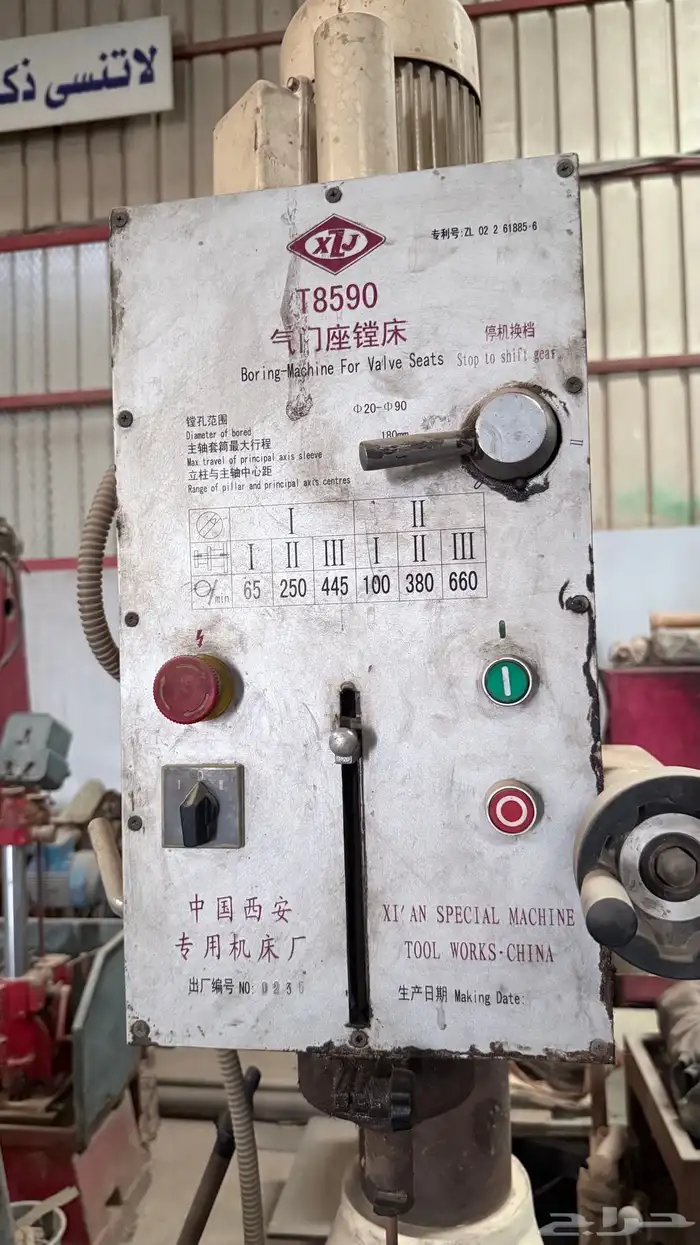 لاتنسى ذك
XZJ
专利号:ZL 02 2 61885·6
T8590
气门座镗床
停机换档
Boring-Machine For Valve Seats
Stop to shift gear
镗孔范围
Φ20-Φ90
Diameter of bored
主轴套筒最大行程
180mm
Max travel of principal axis sleeve
立柱与主轴中心距
Range of pillar and principal axis centres
I II
I II III I II III
/min 65 250 445 100 380 660
中国西安
专用机床厂
XI'AN SPECIAL MACHINE
TOOL WORKS·CHINA
出厂编号 NO:
生产日期 Making Date:
حراج